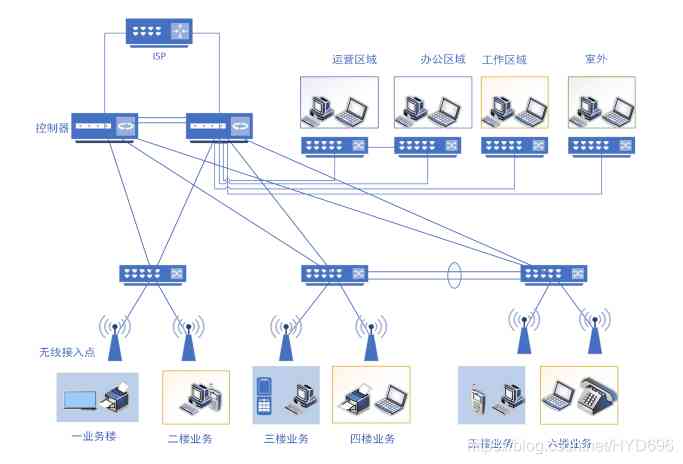 ISP
运营区域
办公区域
工作区域
室外
控制器
无线接入点
一业务楼
二楼业务
三楼业务
四楼业务
五楼业务
六楼业务
https://blog.csdn.net/HYD696